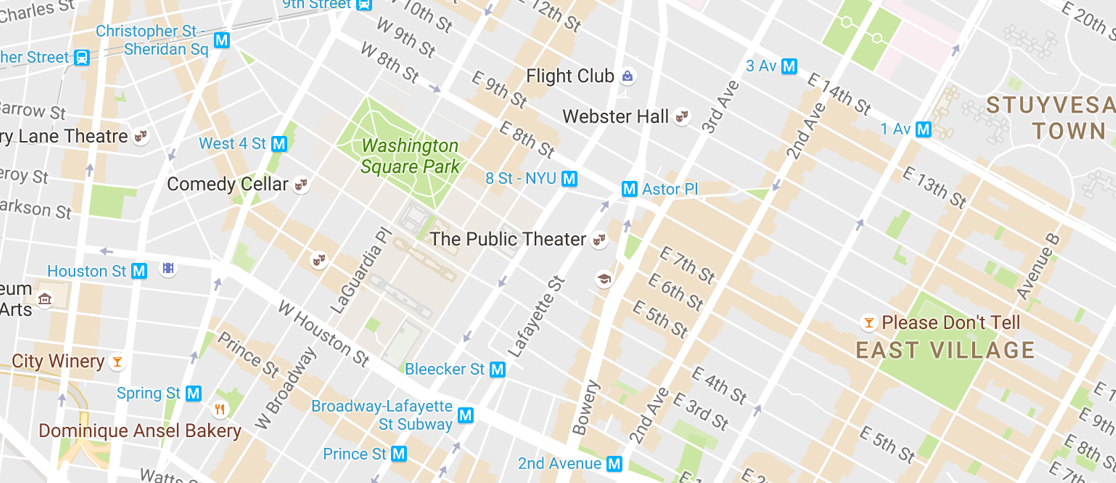 Charles St
9th Street
W 10th St
E 12th St
E 20th St
Christopher St -
Sheridan Sq
W 9th St
her Street
W 8th St
Flight Club
3 Av
E 9th St
E 14th St
STUYVESA
TOWN
Barrow St
Webster Hall
3rd Ave
2nd Ave
1 Av
ry Lane Theatre
West 4 St
Washington
Square Park
E 8th St
eroy St
Comedy Cellar
8 St - NYU
Astor Pl
E 13th St
arkson St
The Public Theater
Houston St
LaGuardia Pl
E 7th St
Avenue B
eum
Arts
E 6th St
Lafayette St
E 5th St
Please Don't Tell
W Houston St
EAST VILLAGE
City Winery
Prince St
Bleecker St
E 4th St
Spring St
W Broadway
Broadway-Lafayette
St Subway
Bowery
2nd Ave
E 3rd St
Dominique Ansel Bakery
E 9th
E 5th St
E 8th St
Prince St
2nd Avenue
Watts St
E 2
E 7th